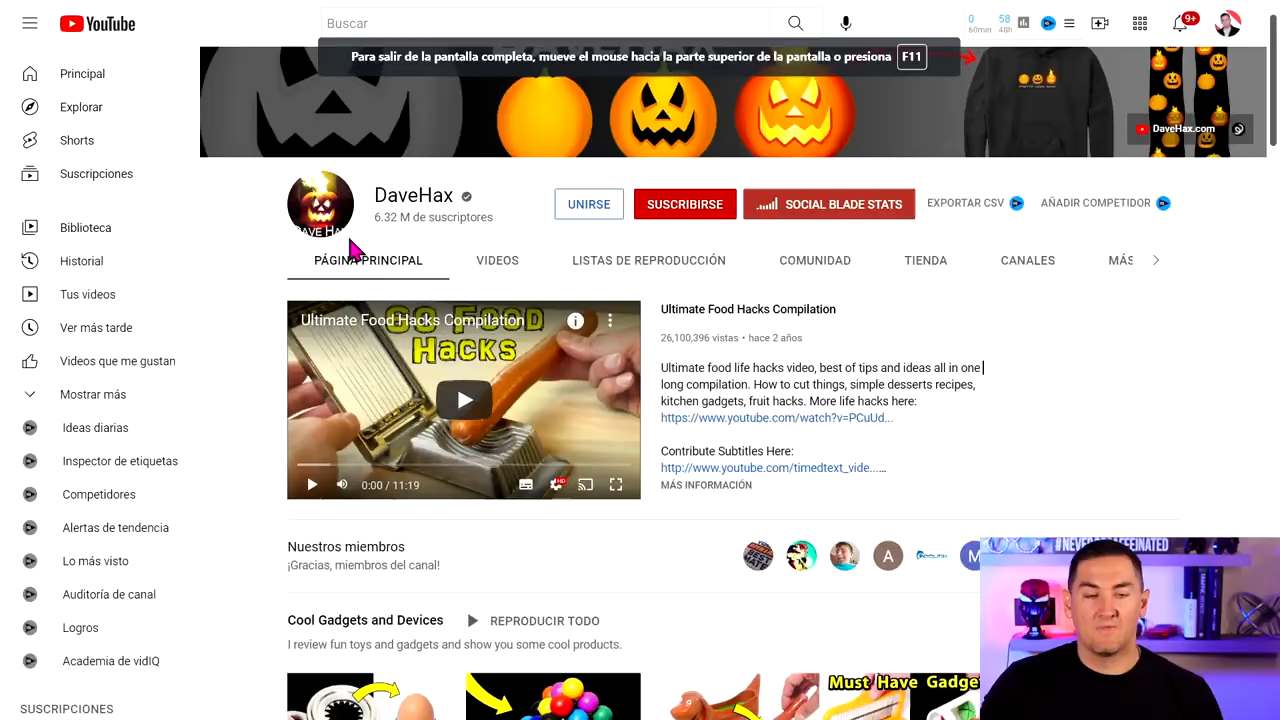 YouTube
Buscar
0
60min
58
48h
9+
Para salir de la pantalla completa, mueve el mouse hacia la parte superior de la pantalla o presiona F11
DaveHax.com
Principal
Explorar
Shorts
Suscripciones
Biblioteca
Historial
Tus videos
Ver más tarde
Videos que me gustan
Mostrar más
Ideas diarias
Inspector de etiquetas
Competidores
Alertas de tendencia
Lo más visto
Auditoría de canal
Logros
Academia de vidIQ
SUSCRIPCIONES
DaveHax
6.32 M de suscriptores
UNIRSE
SUSCRIBIRSE
SOCIAL BLADE STATS
EXPORTAR CSV
AÑADIR COMPETIDOR
PÁGINA PRINCIPAL
VIDEOS
LISTAS DE REPRODUCCIÓN
COMUNIDAD
TIENDA
CANALES
MÁS
Ultimate Food Hacks Compilation
Food
Hacks
HD
0:00 / 11:19
Ultimate Food Hacks Compilation
26,100,396 vistas • hace 2 años
Ultimate food life hacks video, best of tips and ideas all in one
long compilation. How to cut things, simple desserts recipes,
kitchen gadgets, fruit hacks. More life hacks here:
https://www.youtube.com/watch?v=PCuUd...
Contribute Subtitles Here:
http://www.youtube.com/timedtext_vide......
MÁS INFORMACIÓN
Nuestros miembros
¡Gracias, miembros del canal!
A
M
Cool Gadgets and Devices
REPRODUCIR TODO
I review fun toys and gadgets and show you some cool products.
Must Have Gadge